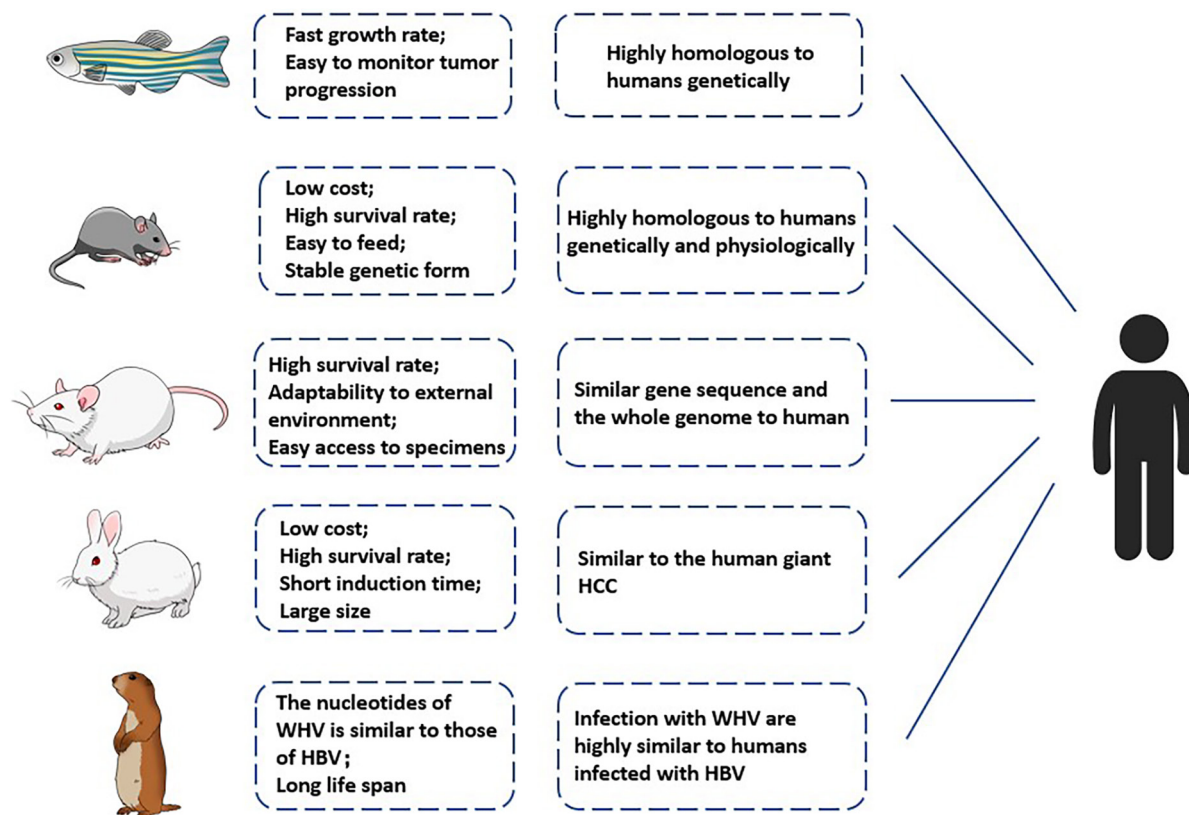 Fast growth rate;
Easy to monitor tumor
progression
Highly homologous to
humans genetically
Low cost;
High survival rate;
Easy to feed;
Stable genetic form
Highly homologous to humans
genetically and physiologically
High survival rate;
Adaptability to external
environment;
Easy access to specimens
Similar gene sequence and
the whole genome to human
Low cost;
High survival rate;
Short induction time;
Large size
Similar to the human giant
HCC
The nucleotides of
WHV is similar to those
of HBV;
Long life span
Infection with WHV are
highly similar to humans
infected with HBV